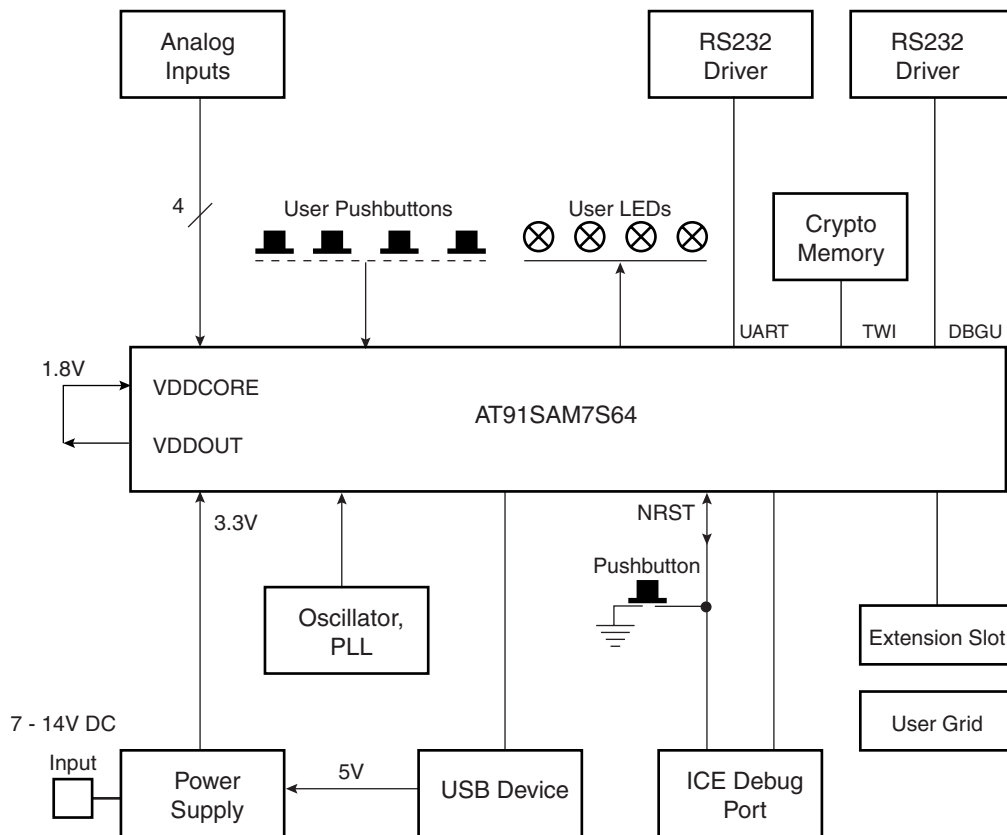 Analog
Inputs
RS232
Driver
RS232
Driver
4
User Pushbuttons
User LEDs
Crypto
Memory
UART
TWI
DBGU
1.8V
VDDCORE
AT91SAM7S64
VDDOUT
3.3V
NRST
Pushbutton
Oscillator,
PLL
Extension Slot
7 - 14V DC
User Grid
Input
Power
Supply
5V
USB Device
ICE Debug
Port